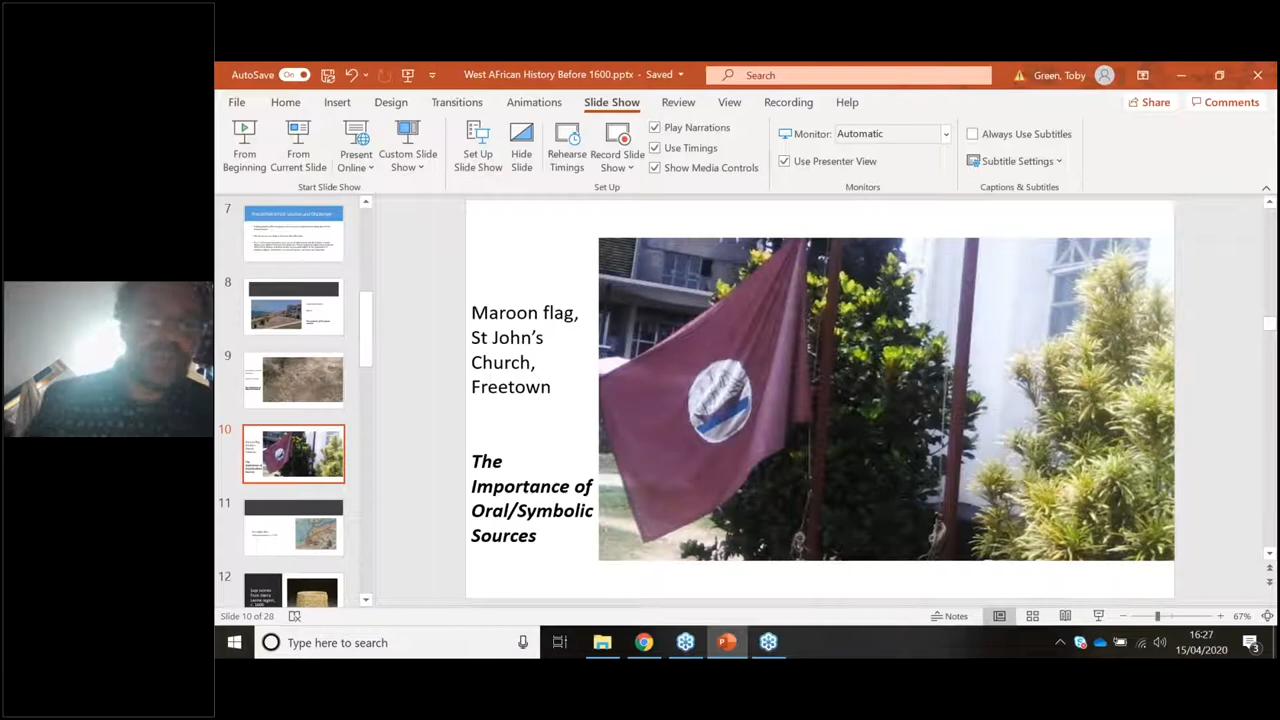 AutoSave On
West AFrican History Before 1600.pptx - Saved
Search
Green, Toby
File Home Insert Design Transitions Animations Slide Show Review View Recording Help
Share Comments
From Beginning
From Current Slide
Present Online
Custom Slide Show
Start Slide Show
Set Up Slide Show
Hide Slide
Rehearse Timings
Record Slide Show
Play Narrations
Use Timings
Show Media Controls
Set Up
Monitor: Automatic
Use Presenter View
Monitors
Always Use Subtitles
Subtitle Settings
Captions & Subtitles
7
8
9
10
11
12
Maroon flag,
St John’s
Church,
Freetown
The
Importance of
Oral/Symbolic
Sources
Slide 10 of 28
Notes
67%
Type here to search
16:27
15/04/2020
3